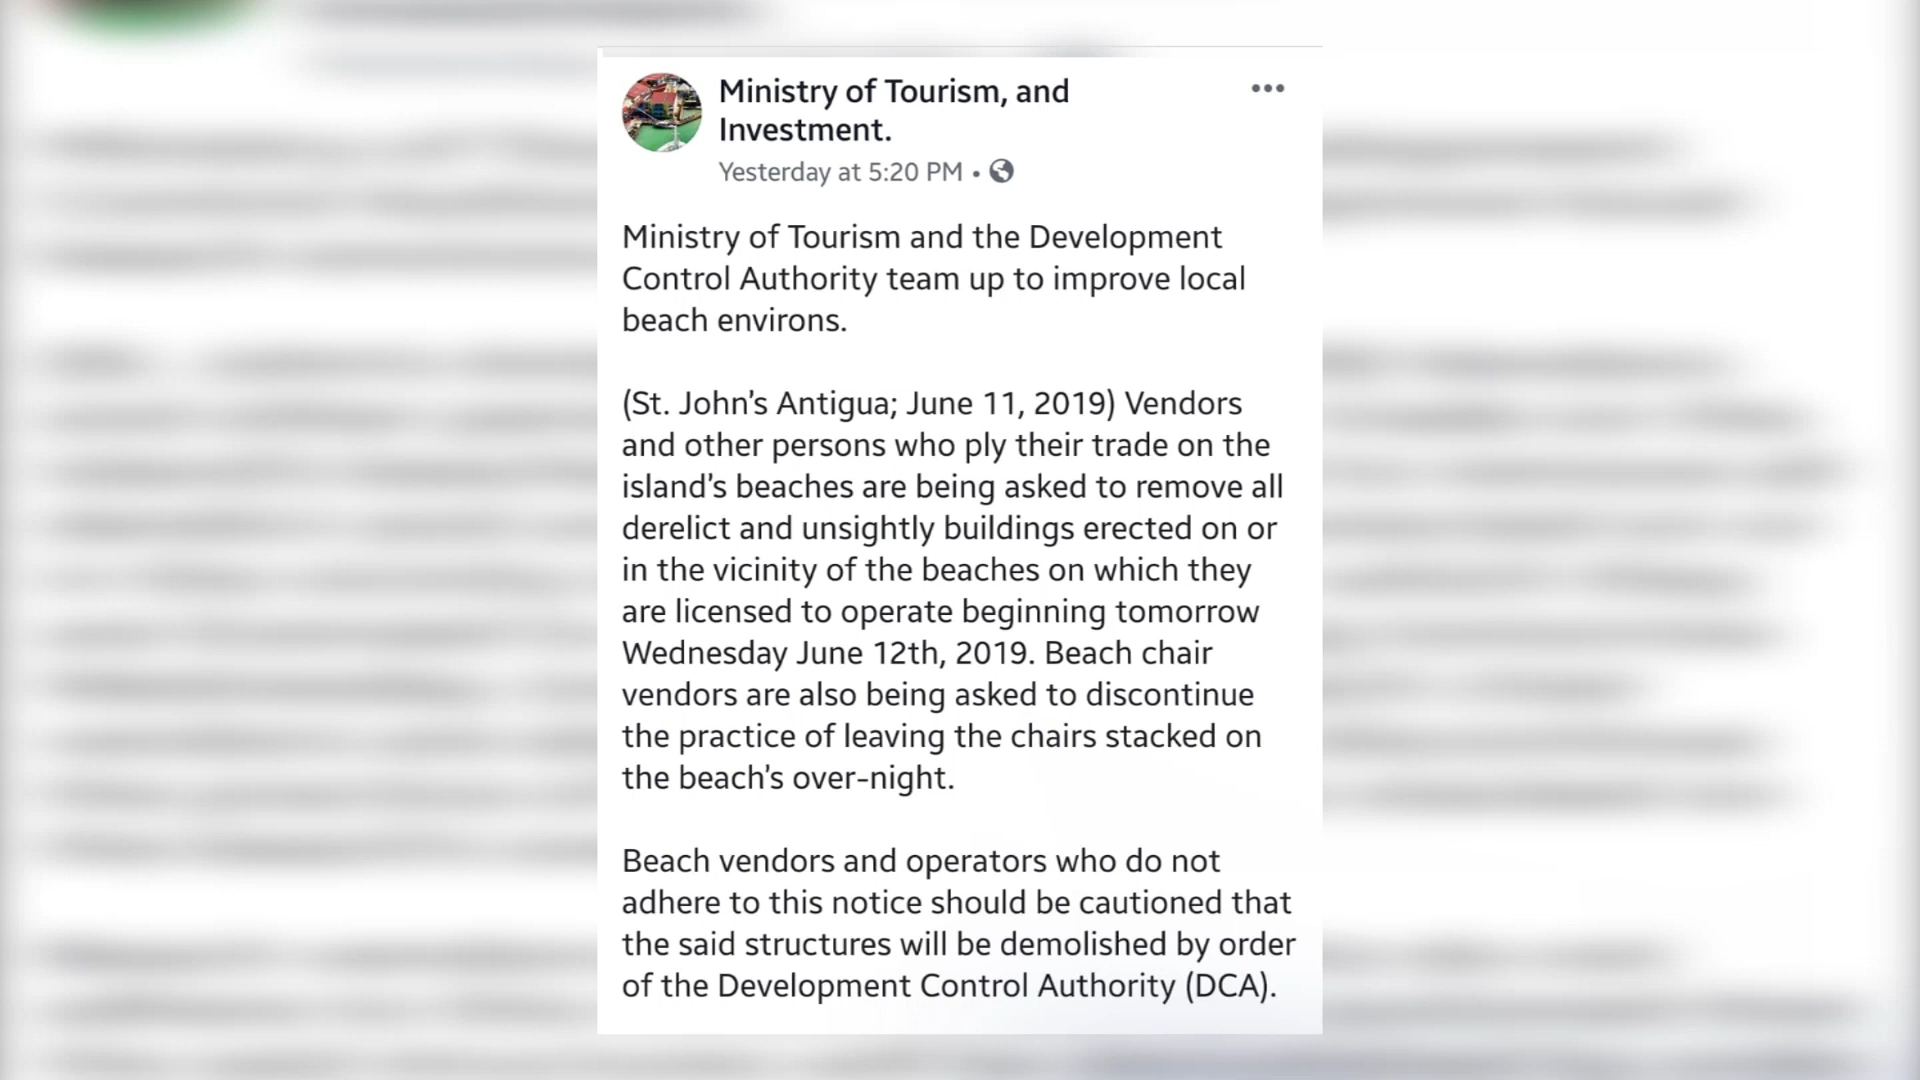 Ministry of Tourism, and
Investment.
Yesterday at 5:20 PM •
Ministry of Tourism and the Development
Control Authority team up to improve local
beach environs.
(St. John's Antigua; June 11, 2019) Vendors
and other persons who ply their trade on the
island's beaches are being asked to remove all
derelict and unsightly buildings erected on or
in the vicinity of the beaches on which they
are licensed to operate beginning tomorrow
Wednesday June 12th, 2019. Beach chair
vendors are also being asked to discontinue
the practice of leaving the chairs stacked on
the beach's over-night.
Beach vendors and operators who do not
adhere to this notice should be cautioned that
the said structures will be demolished by order
of the Development Control Authority (DCA).